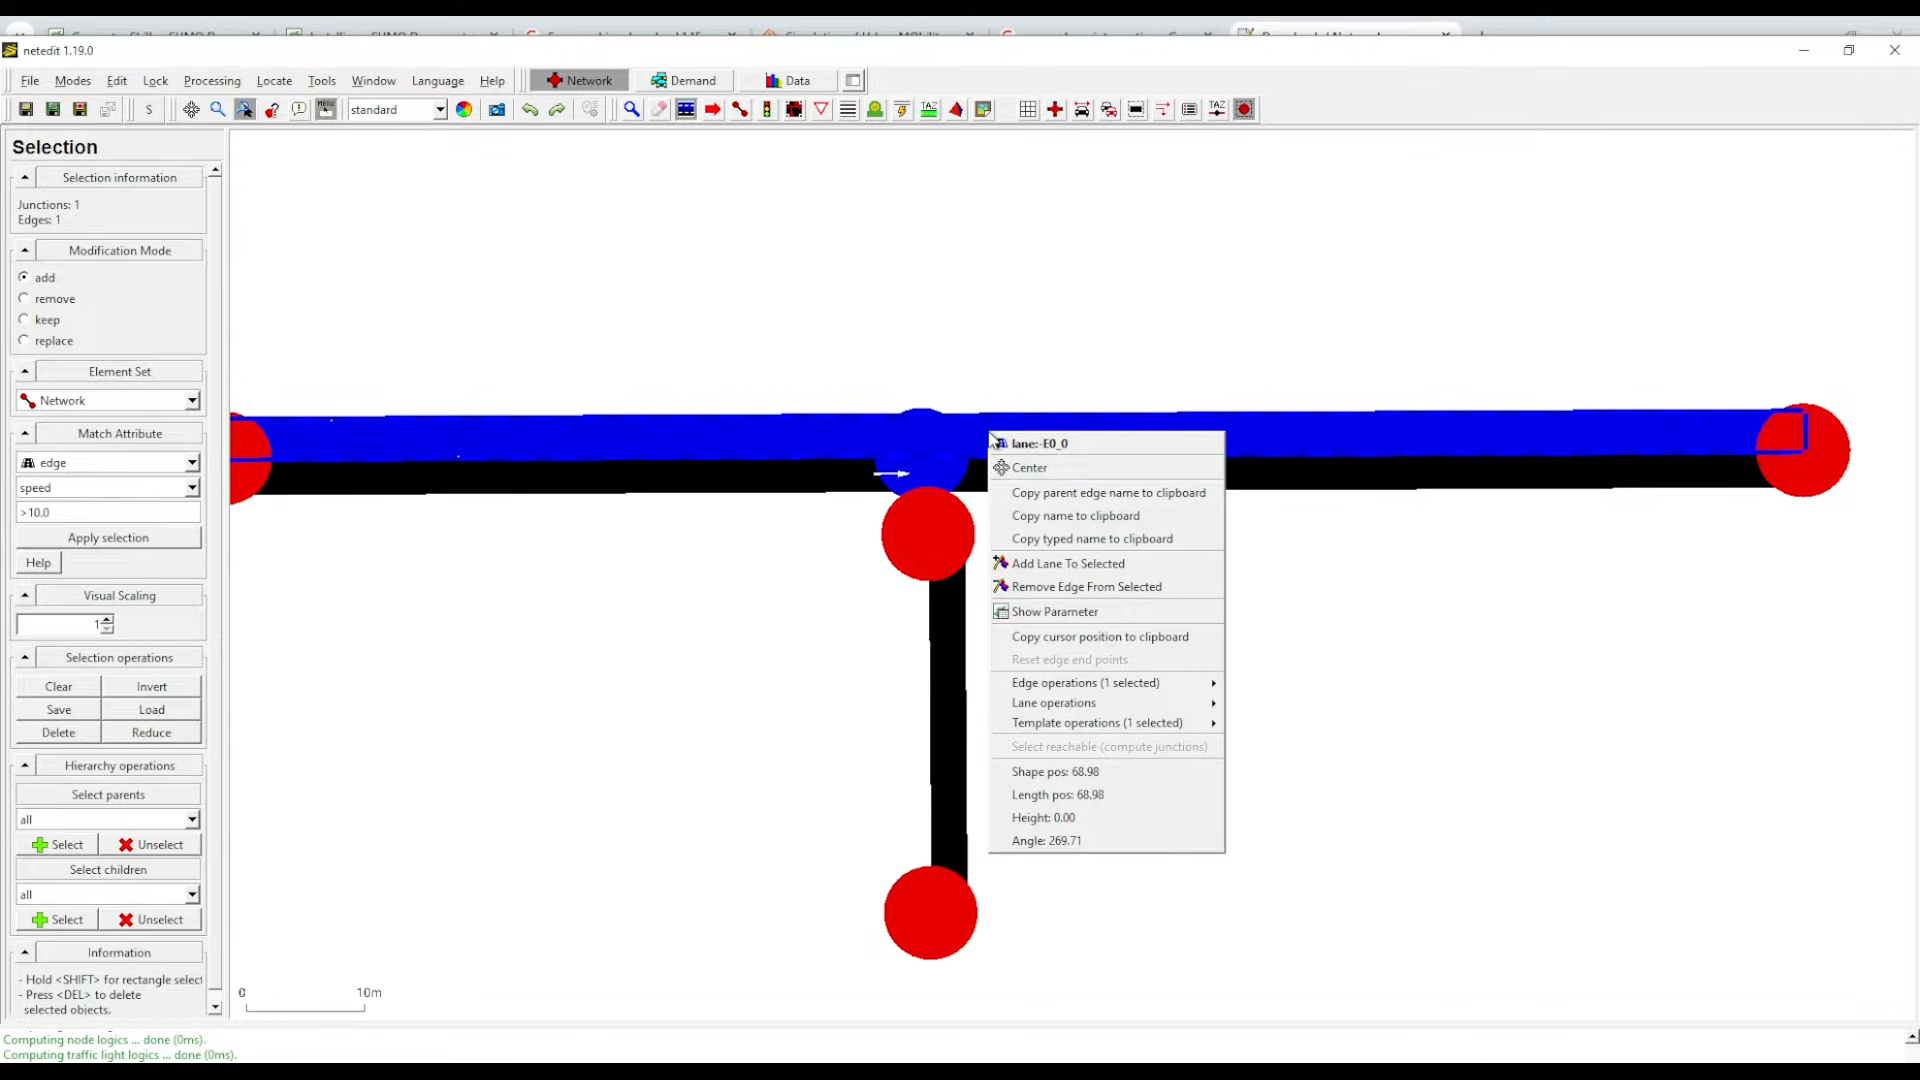 netedit 1.19.0
File Modes Edit Lock Processing Locate Tools Window Language Help Network Demand Data
S MENU standard TAZ TAZ
Selection
Selection information
Junctions: 1
Edges: 1
Modification Mode
add
remove
keep
replace
Element Set
Network
Match Attribute
edge
speed
>10.0
Apply selection
Help
Visual Scaling
1
Selection operations
Clear Invert
Save Load
Delete Reduce
Hierarchy operations
Select parents
all
Select Unselect
Select children
all
Select Unselect
Information
- Hold <SHIFT> for rectangle select
- Press <DEL> to delete
selected objects.
lane:-E0_0
Center
Copy parent edge name to clipboard
Copy name to clipboard
Copy typed name to clipboard
Add Lane To Selected
Remove Edge From Selected
Show Parameter
Copy cursor position to clipboard
Reset edge end points
Edge operations (1 selected)
Lane operations
Template operations (1 selected)
Select reachable (compute junctions)
Shape pos: 68.98
Length pos: 68.98
Height: 0.00
Angle: 269.71
0 10m
Computing node logics ... done (0ms).
Computing traffic light logics ... done (0ms).